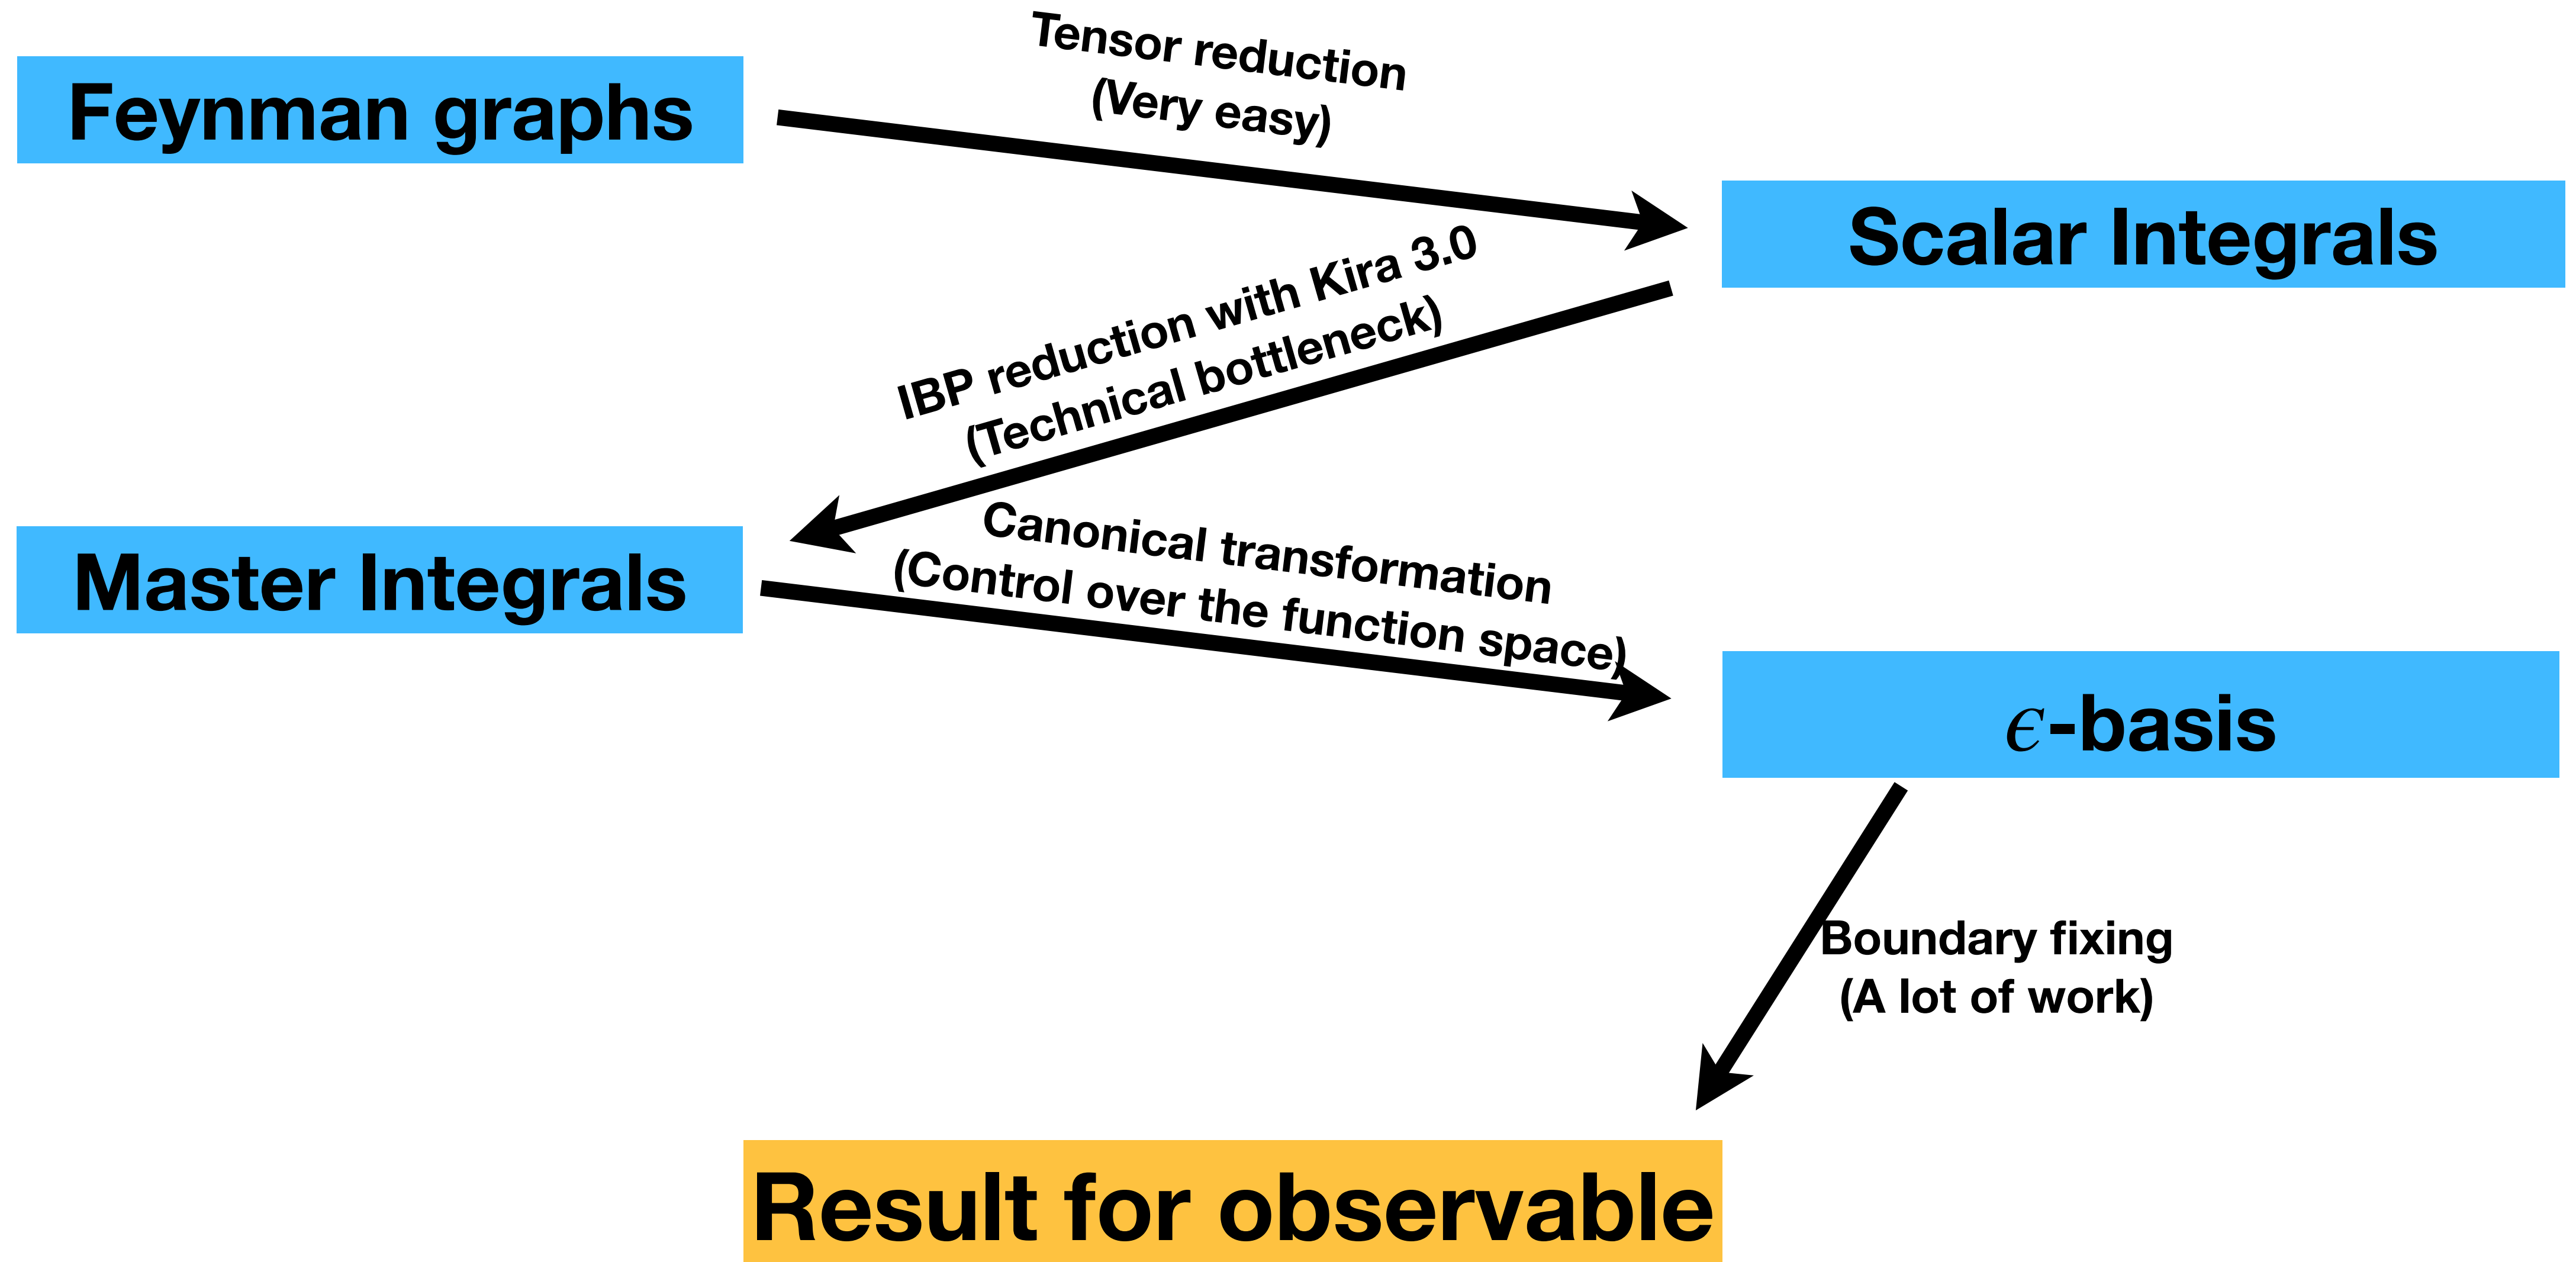 Feynman graphs
Tensor reduction
(Very easy)
Scalar Integrals
IBP reduction with Kira 3.0
(Technical bottleneck)
Master Integrals
Canonical transformation
(Control over the function space)
ϵ-basis
Boundary fixing
(A lot of work)
Result for observable